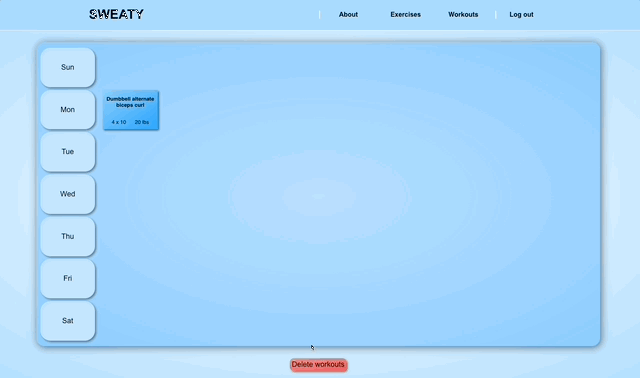 SWEATY
About Exercises Workouts Log out
Sun
Mon
Dumbbell alternate
biceps curl
4 x 10 20 lbs
Tue
Wed
Thu
Fri
Sat
Delete workouts